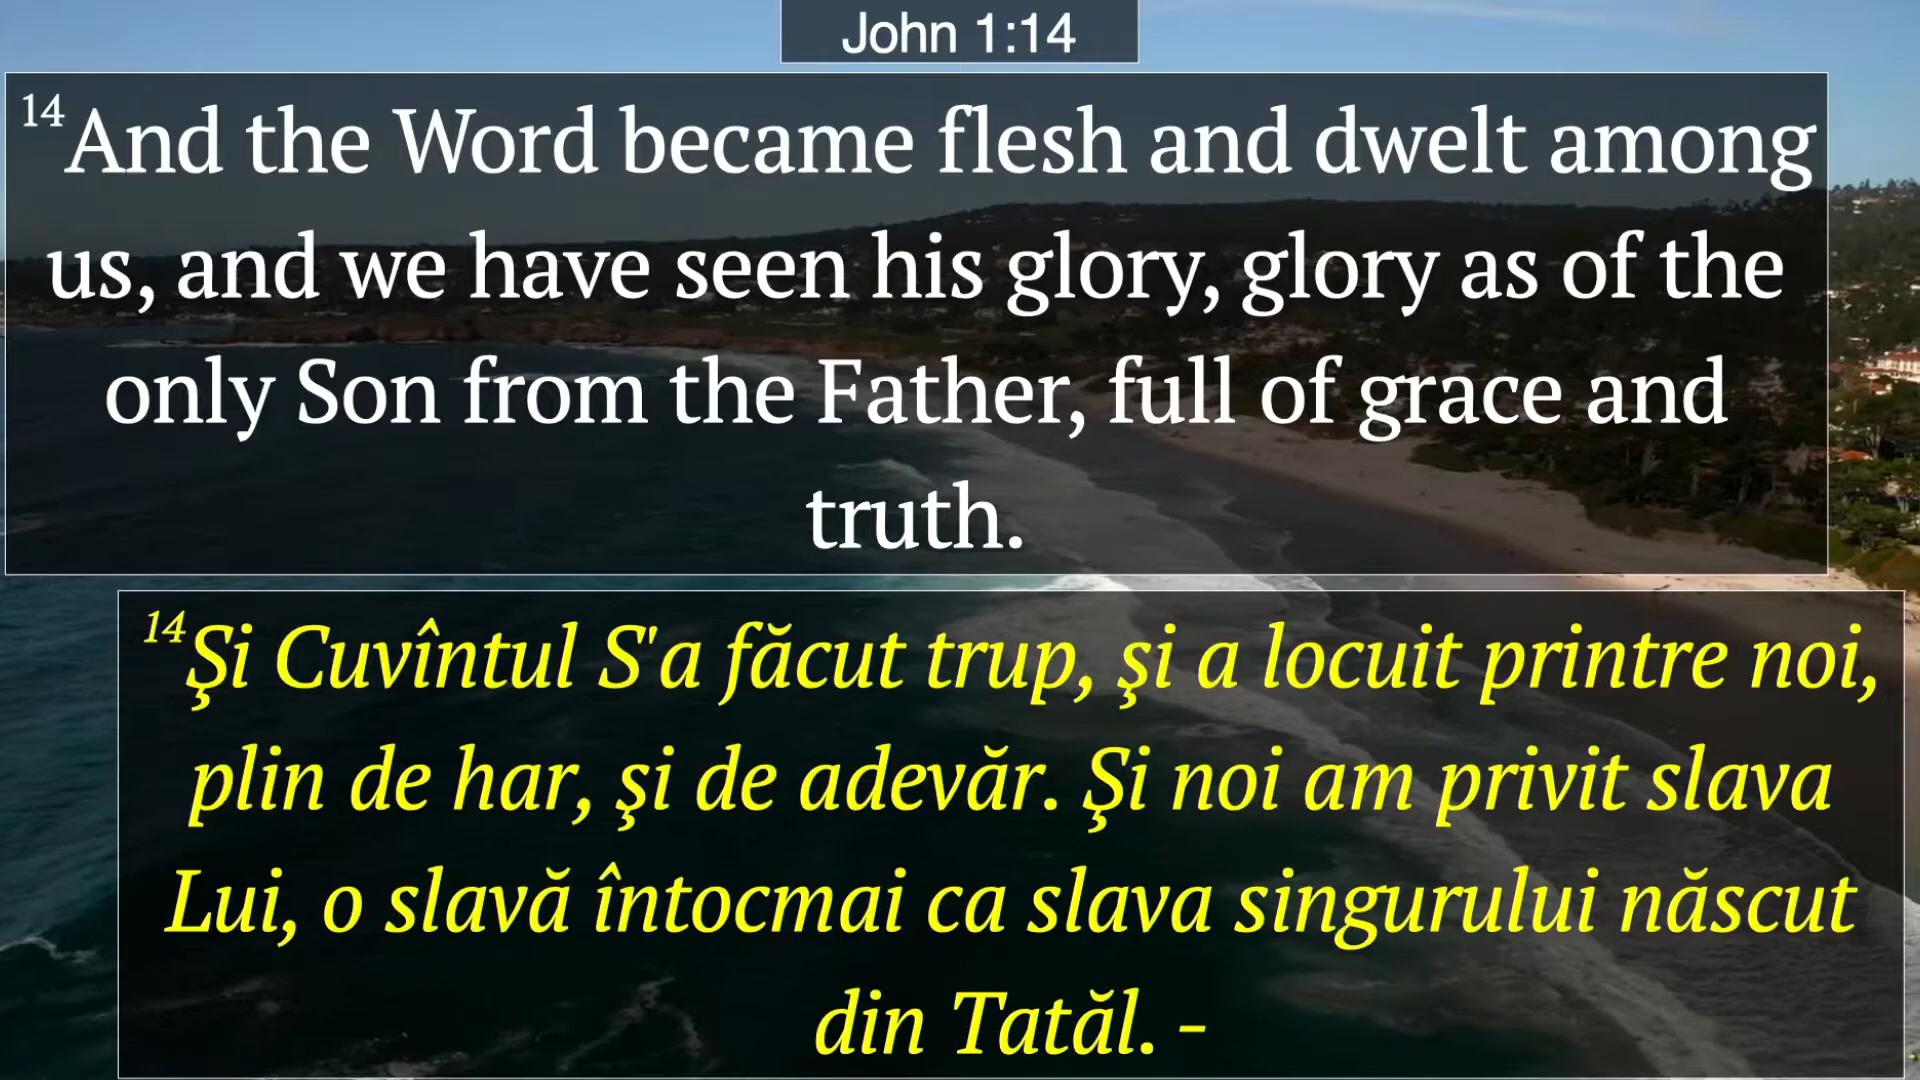 John 1:14
14And the Word became flesh and dwelt among
us, and we have seen his glory, glory as of the
only Son from the Father, full of grace and
truth.
14Şi Cuvîntul S'a făcut trup, şi a locuit printre noi,
plin de har, şi de adevăr. Şi noi am privit slava
Lui, o slavă întocmai ca slava singurului născut
din Tatăl. -